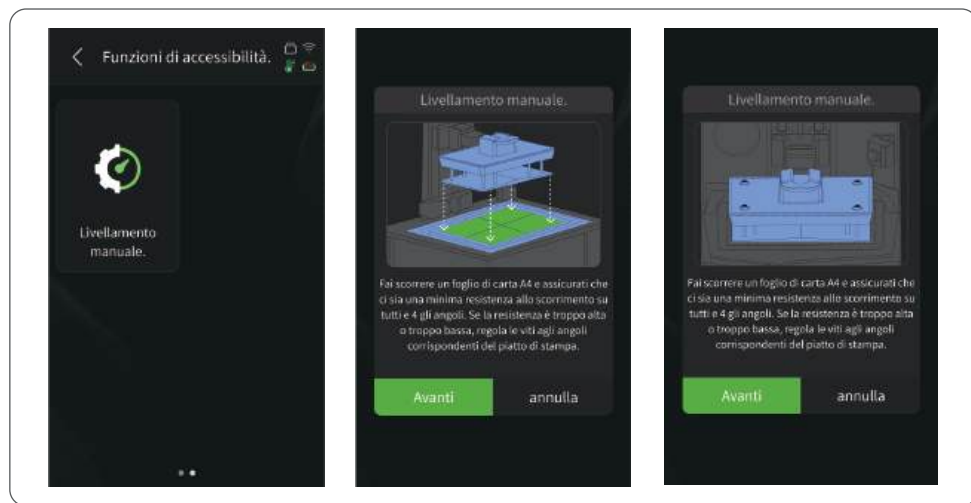 Funzioni di accessibilità.
Livellamento
manuale.
Livellamento manuale.
Fai scorrere un foglio di carta A4 e assicurati che
ci sia una minima resistenza allo scorrimento su
tutti e 4 gli angoli. Se la resistenza è troppo alta
o troppo bassa, regola le viti agli angoli
corrispondenti del piatto di stampa.
Avanti
annulla
Livellamento manuale.
Fai scorrere un foglio di carta A4 e assicurati che
ci sia una minima resistenza allo scorrimento su
tutti e 4 gli angoli. Se la resistenza è troppo alta
o troppo bassa, regola le viti agli angoli
corrispondenti del piatto di stampa.
Avanti
annulla